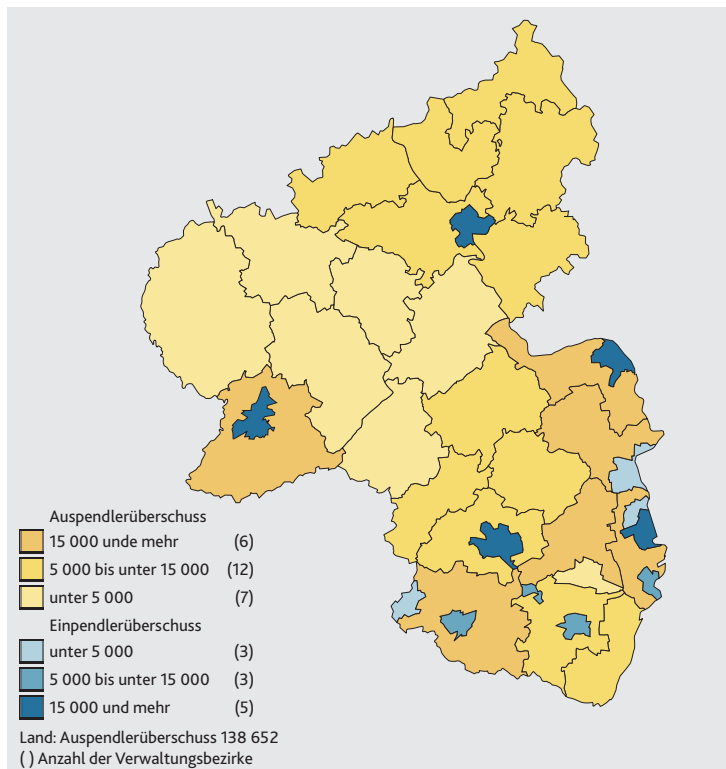 Auspendlerüberschuss
15 000 unde mehr (6)
5 000 bis unter 15 000 (12)
unter 5 000 (7)
Einpendlerüberschuss
unter 5 000 (3)
5 000 bis unter 15 000 (3)
15 000 und mehr (5)
Land: Auspendlerüberschuss 138 652
( ) Anzahl der Verwaltungsbezirke